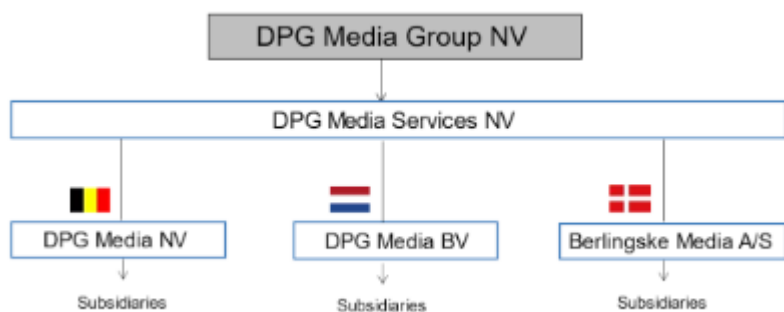 DPG Media Group NV
DPG Media Services NV
DPG Media NV
DPG Media BV
Berlingske Media A/S
Subsidiaries
Subsidiaries
Subsidiaries